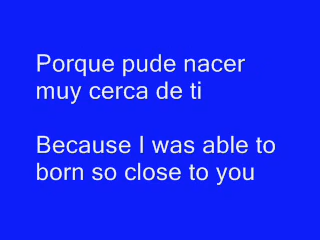 Porque pude nacer
muy cerca de ti
Because I was able to
born so close to you